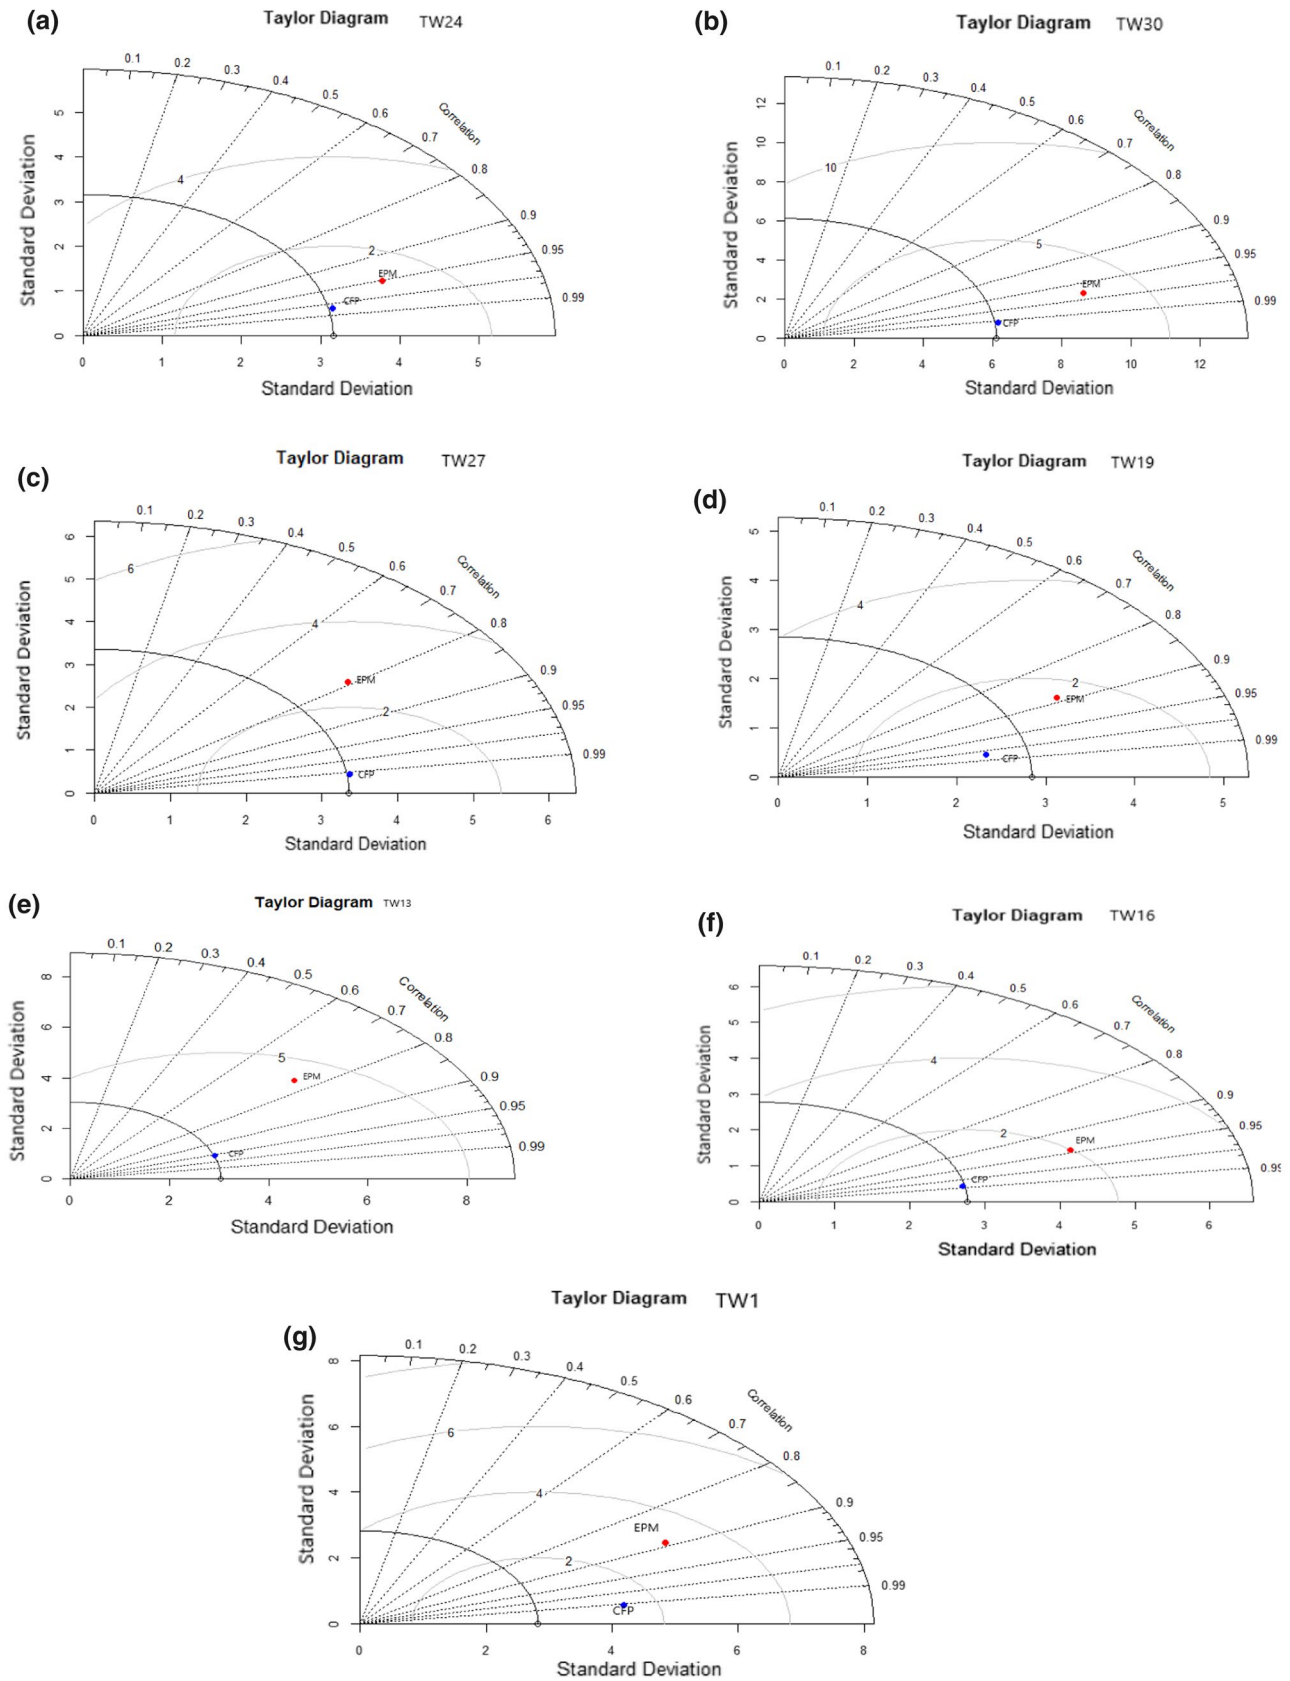 (a)
Taylor Diagram TW24
0.1 0.2 0.3 0.4 0.5 0.6 0.7 0.8 0.9 0.95 0.99
Correlation
Standard Deviation
5 4 3 2 1 0
4
2
EPM
CFP
0 1 2 3 4 5
Standard Deviation
(b)
Taylor Diagram TW30
0.1 0.2 0.3 0.4 0.5 0.6 0.7 0.8 0.9 0.95 0.99
Correlation
Standard Deviation
12 10 8 6 4 2 0
10
5
EPM
CFP
0 2 4 6 8 10 12
Standard Deviation
(c)
Taylor Diagram TW27
0.1 0.2 0.3 0.4 0.5 0.6 0.7 0.8 0.9 0.95 0.99
Correlation
Standard Deviation
6 5 4 3 2 1 0
6
4
EPM
2
CFP
0 1 2 3 4 5 6
Standard Deviation
(d)
Taylor Diagram TW19
0.1 0.2 0.3 0.4 0.5 0.6 0.7 0.8 0.9 0.95 0.99
Correlation
Standard Deviation
5 4 3 2 1 0
4
2
EPM
CFP
0 1 2 3 4 5
Standard Deviation
(e)
Taylor Diagram TW13
0.1 0.2 0.3 0.4 0.5 0.6 0.7 0.8 0.9 0.95 0.99
Correlation
Standard Deviation
8 6 4 2 0
5
EPM
CFP
0 2 4 6 8
Standard Deviation
(f)
Taylor Diagram TW16
0.1 0.2 0.3 0.4 0.5 0.6 0.7 0.8 0.9 0.95 0.99
Correlation
Standard Deviation
6 5 4 3 2 1 0
4
2
EPM
CFP
0 1 2 3 4 5 6
Standard Deviation
(g)
Taylor Diagram TW1
0.1 0.2 0.3 0.4 0.5 0.6 0.7 0.8 0.9 0.95 0.99
Correlation
Standard Deviation
8 6 4 2 0
6
4
EPM
2
CFP
0 2 4 6 8
Standard Deviation